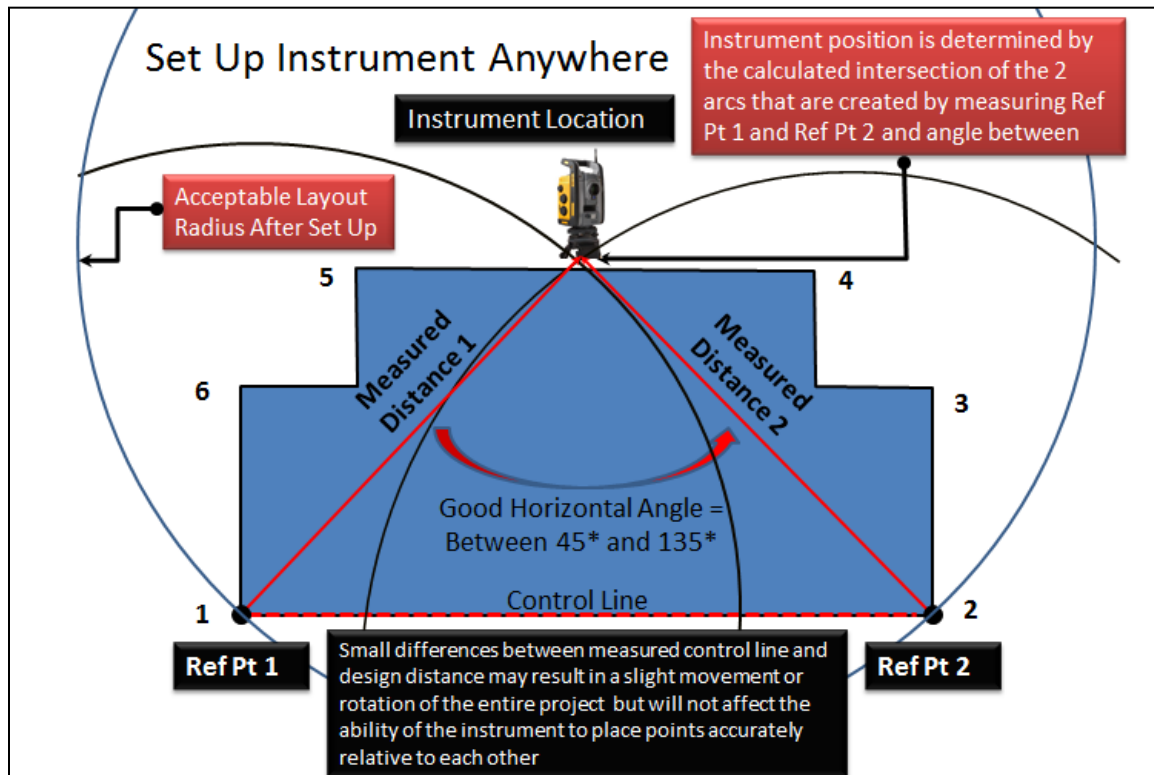 Set Up Instrument Anywhere
Instrument position is determined by
the calculated intersection of the 2
arcs that are created by measuring Ref
Pt 1 and Ref Pt 2 and angle between
Instrument Location
Acceptable Layout
Radius After Set Up
5
4
Measured
Distance 1
Measured
Distance 2
6
3
Good Horizontal Angle =
Between 45* and 135*
Control Line
1
2
Ref Pt 1
Ref Pt 2
Small differences between measured control line and
design distance may result in a slight movement or
rotation of the entire project but will not affect the
ability of the instrument to place points accurately
relative to each other